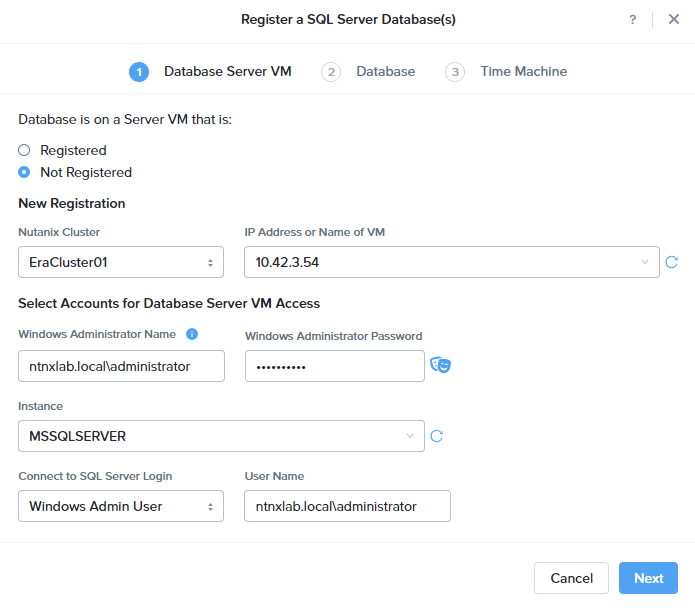 Register a SQL Server Database(s)
?
1 Database Server VM 2 Database 3 Time Machine
Database is on a Server VM that is:
Registered
Not Registered
New Registration
Nutanix Cluster IP Address or Name of VM
EraCluster01 10.42.3.54
Select Accounts for Database Server VM Access
Windows Administrator Name Windows Administrator Password
ntnxlab.local\administrator ••••••••••
Instance
MSSQLSERVER
Connect to SQL Server Login User Name
Windows Admin User ntnxlab.local\administrator
Cancel Next